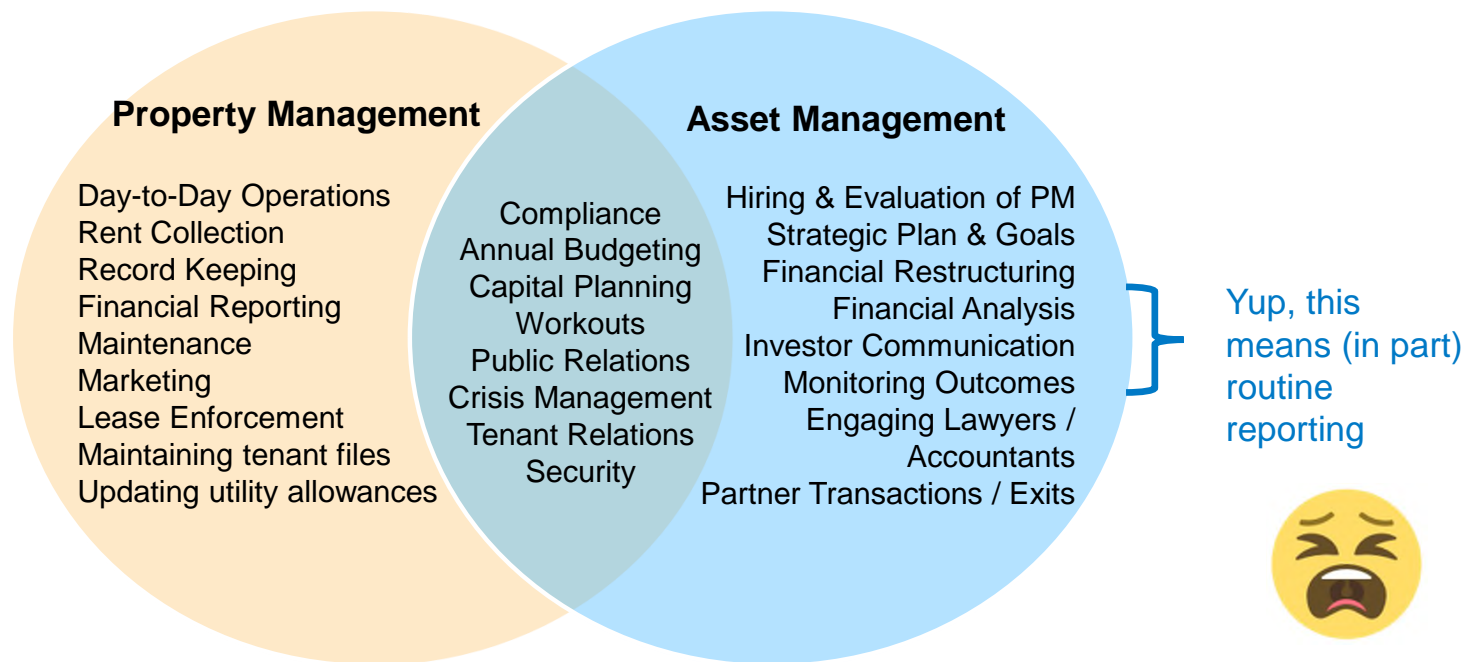 Property Management
Day-to-Day Operations
Rent Collection
Record Keeping
Financial Reporting
Maintenance
Marketing
Lease Enforcement
Maintaining tenant files
Updating utility allowances
Compliance
Annual Budgeting
Capital Planning
Workouts
Public Relations
Crisis Management
Tenant Relations
Security
Asset Management
Hiring & Evaluation of PM
Strategic Plan & Goals
Financial Restructuring
Financial Analysis
Investor Communication
Monitoring Outcomes
Engaging Lawyers /
Accountants
Partner Transactions / Exits
Yup, this
means (in part)
routine
reporting